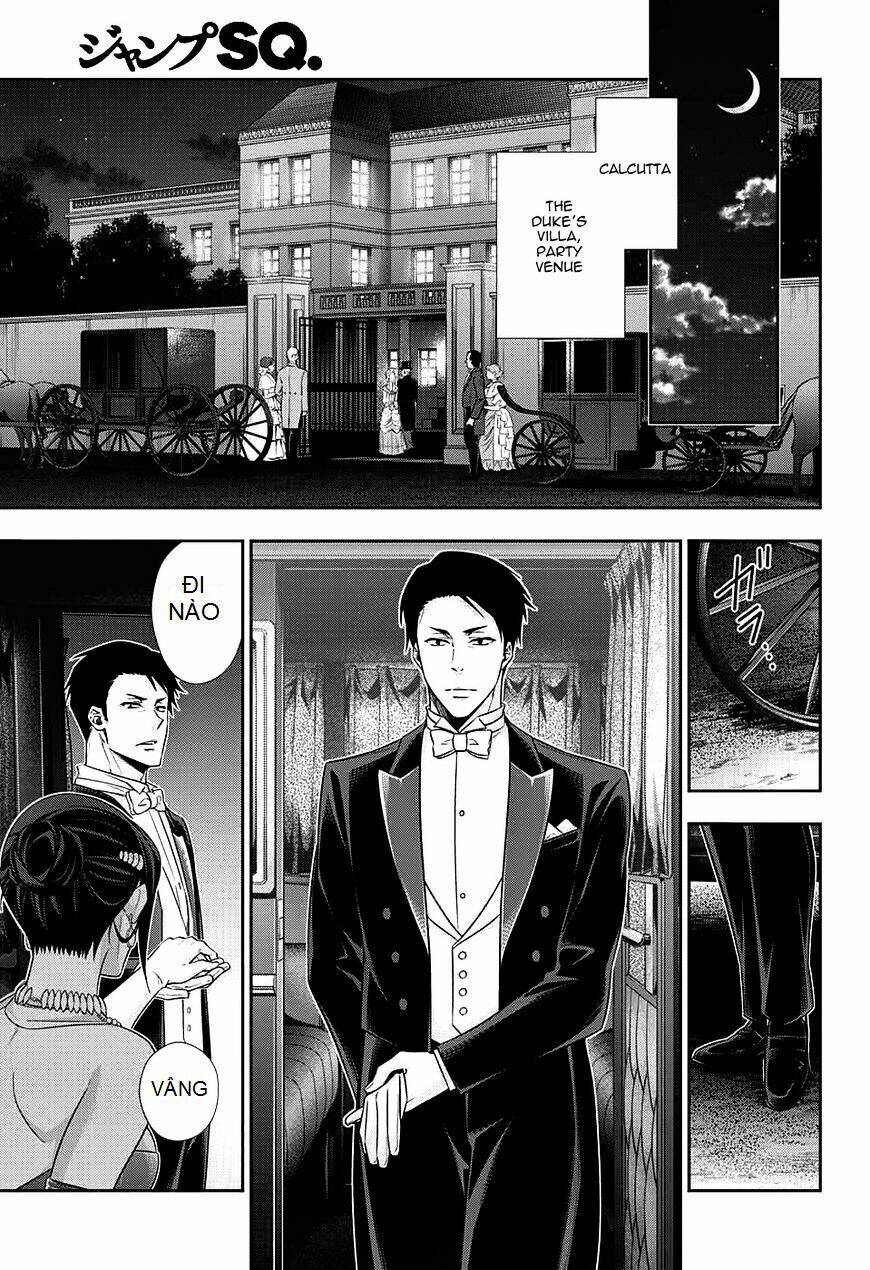 ジャンプSQ.
CALCUTTA
THE
DUKE'S
VILLA,
PARTY
VENUE
ガラ...
ĐI
NÀO
VÂNG